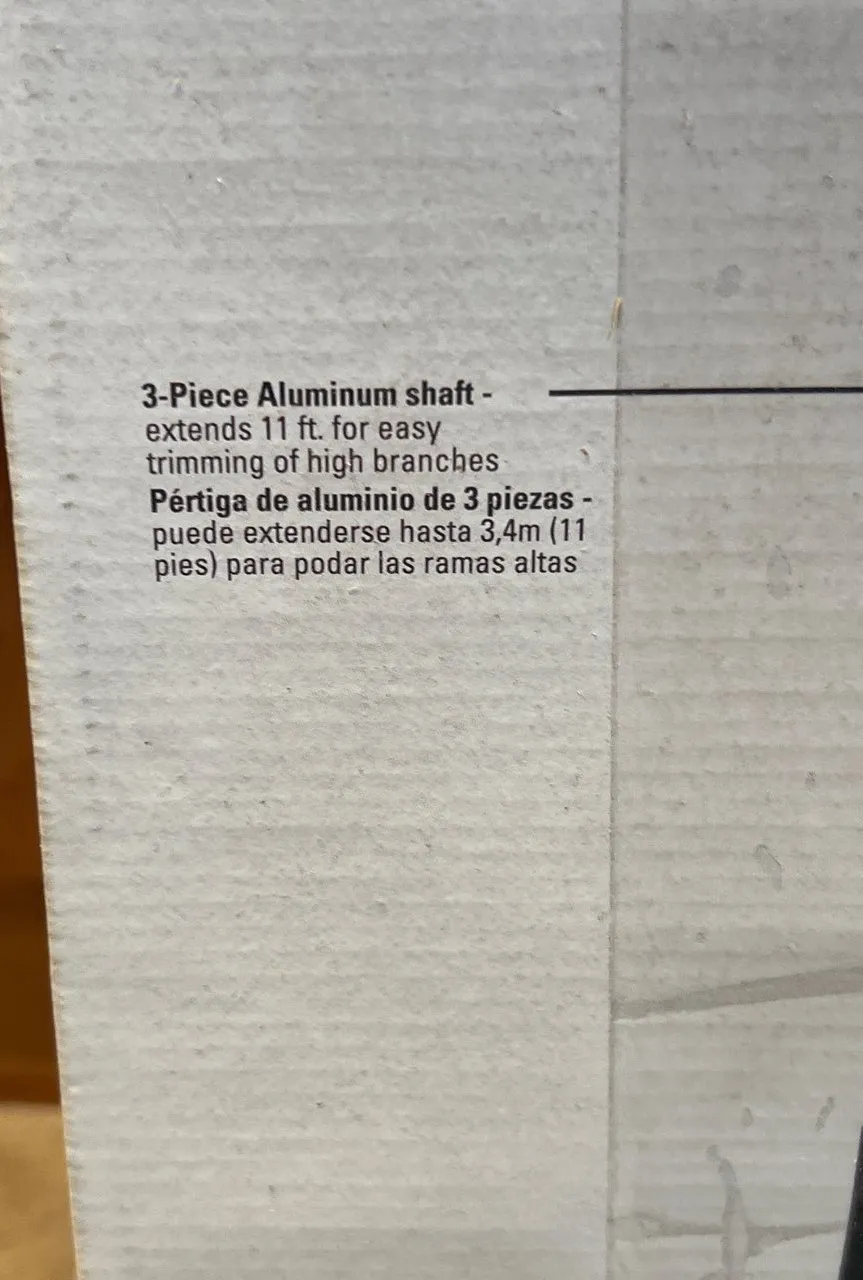 3-Piece Aluminum shaft -
extends 11 ft. for easy
trimming of high branches
Pértiga de aluminio de 3 piezas -
puede extenderse hasta 3,4m (11
pies) para podar las ramas altas